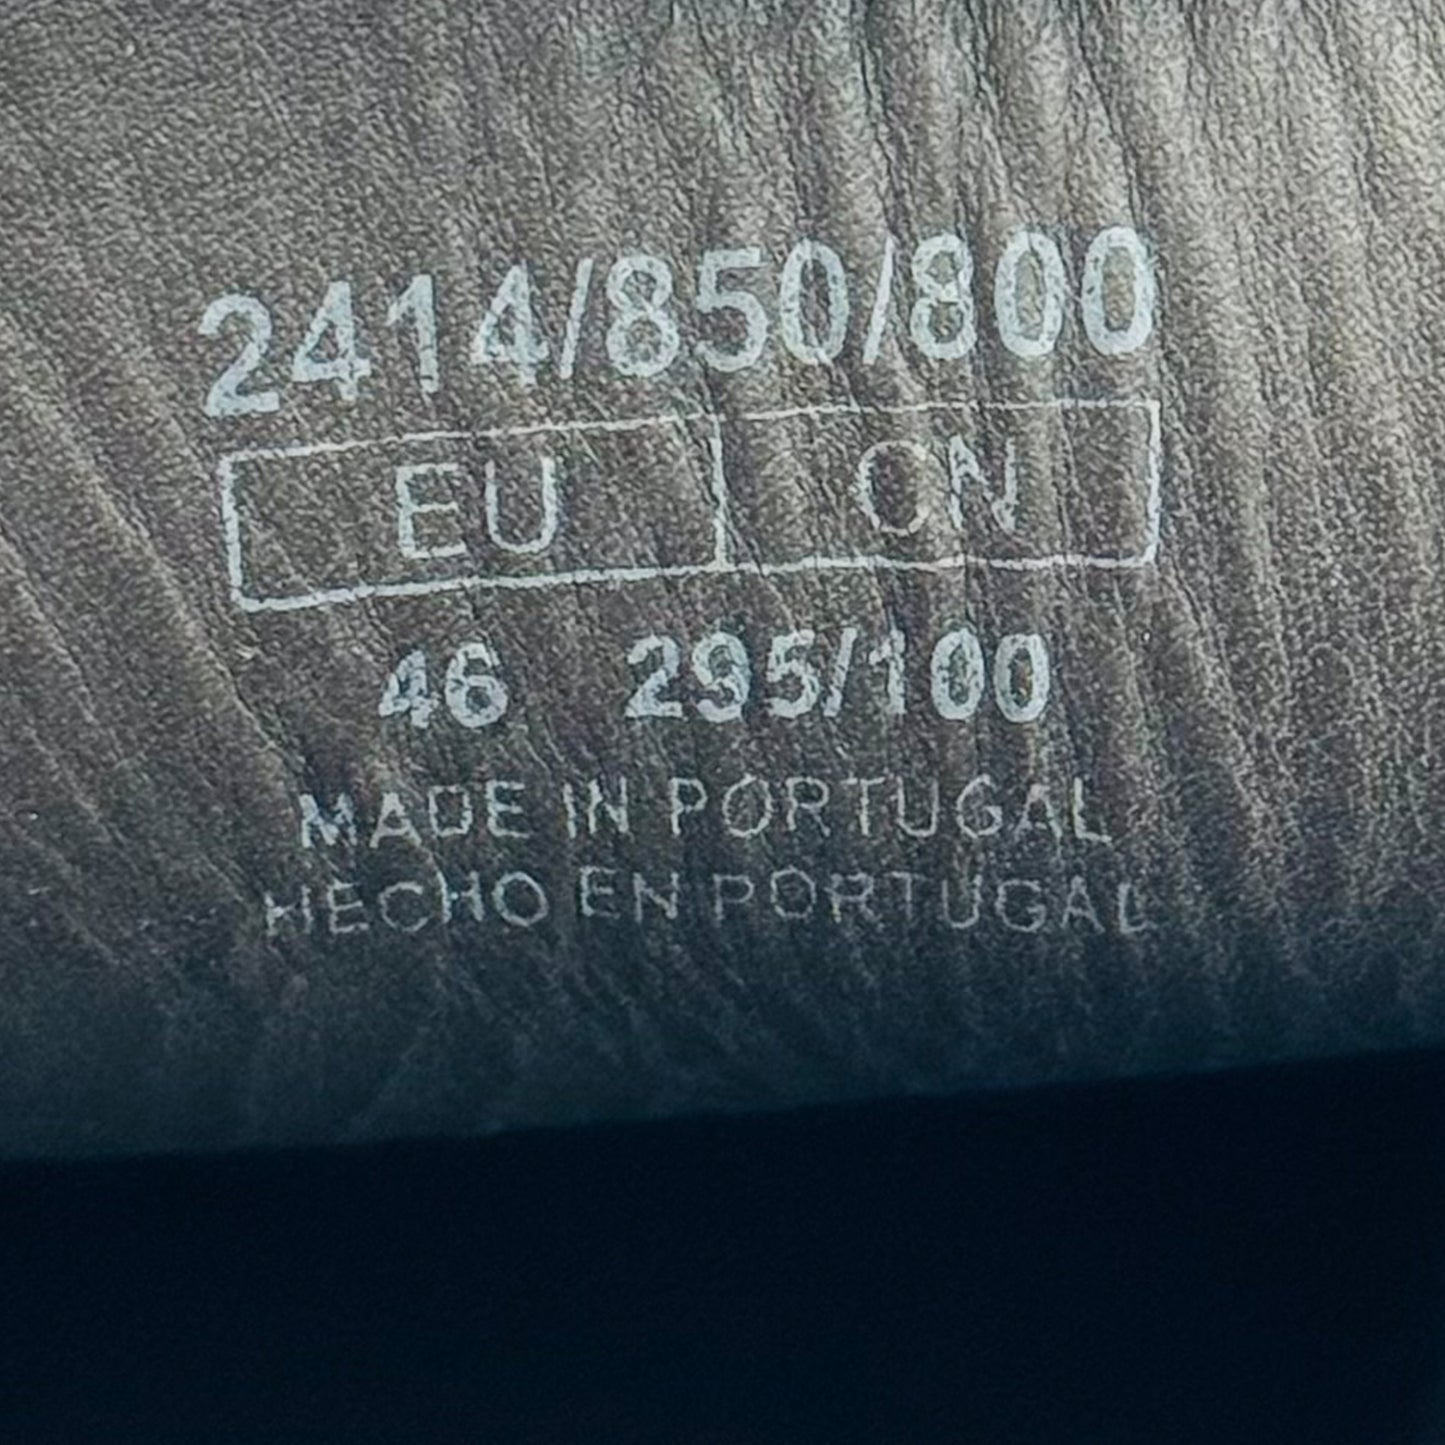 2414/850/800
EU CN
46 295/100
MADE IN PORTUGAL
HECHO EN PORTUGAL